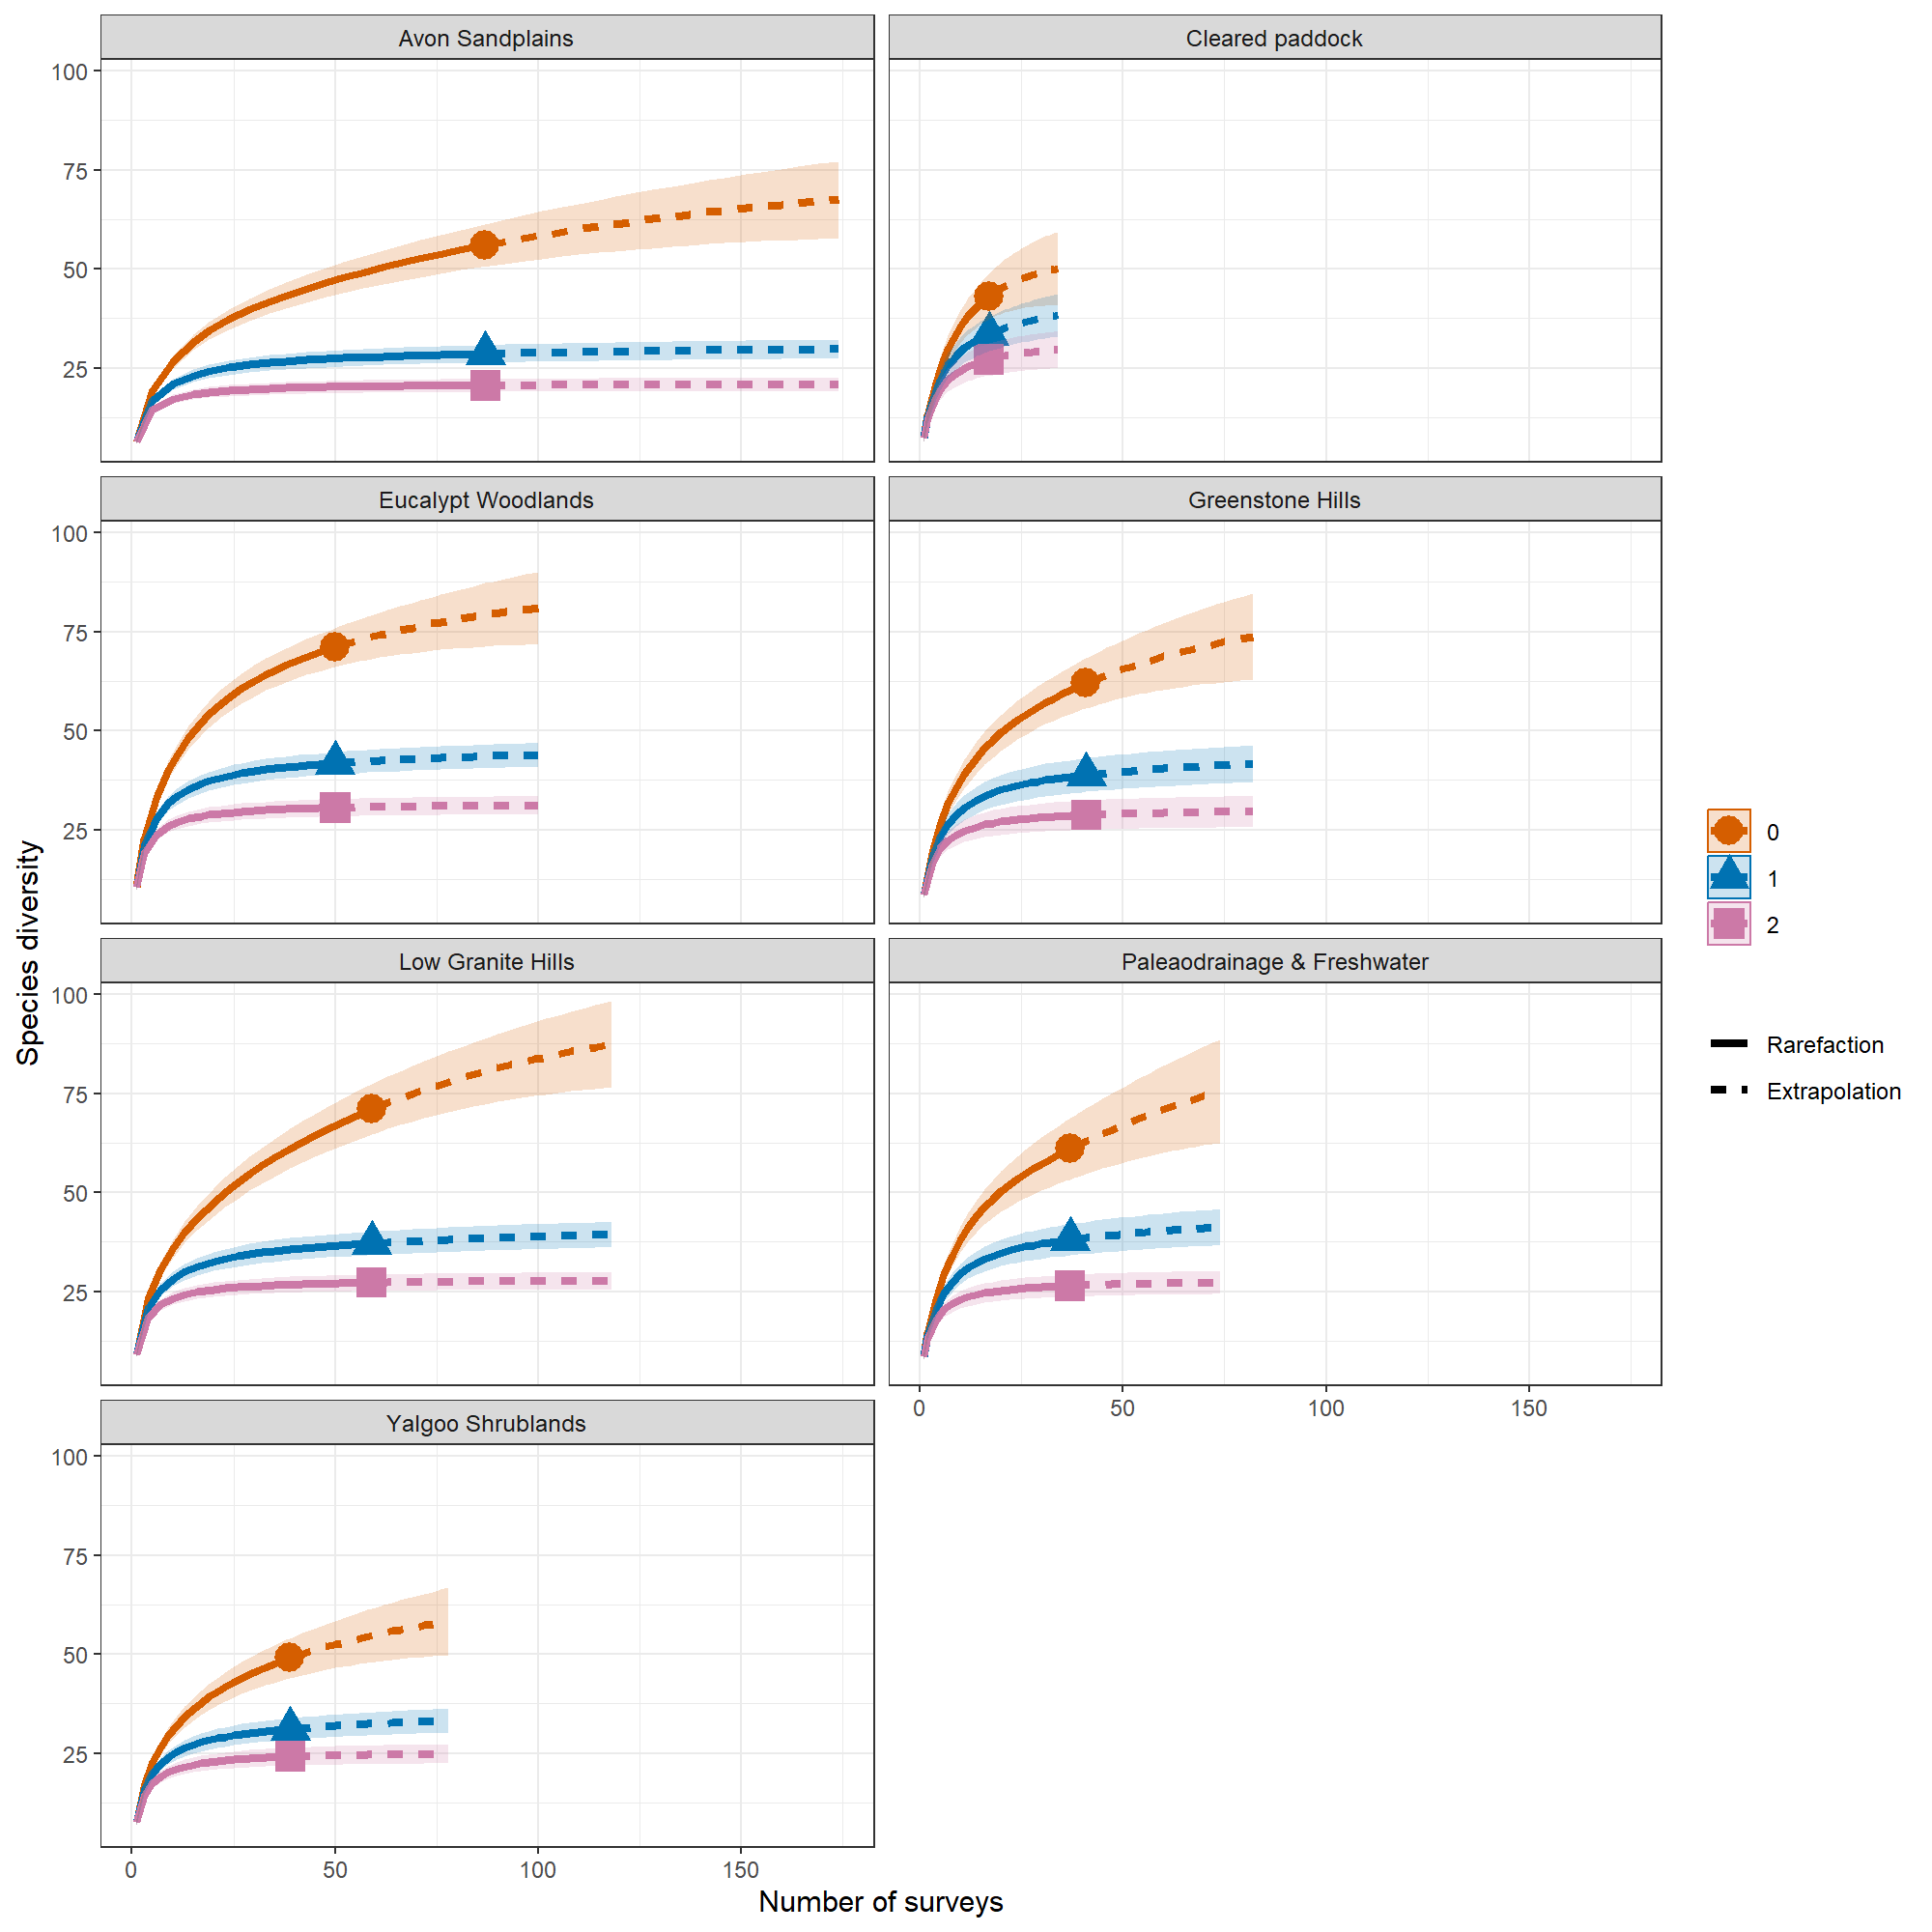 Avon Sandplains
Cleared paddock
100
75
50
25
Eucalypt Woodlands
Greenstone Hills
100
75
50
25
Species diversity
0
1
2
Low Granite Hills
Paleaodrainage & Freshwater
100
75
50
25
Rarefaction
Extrapolation
0 50 100 150
Yalgoo Shrublands
100
75
50
25
0 50 100 150
Number of surveys